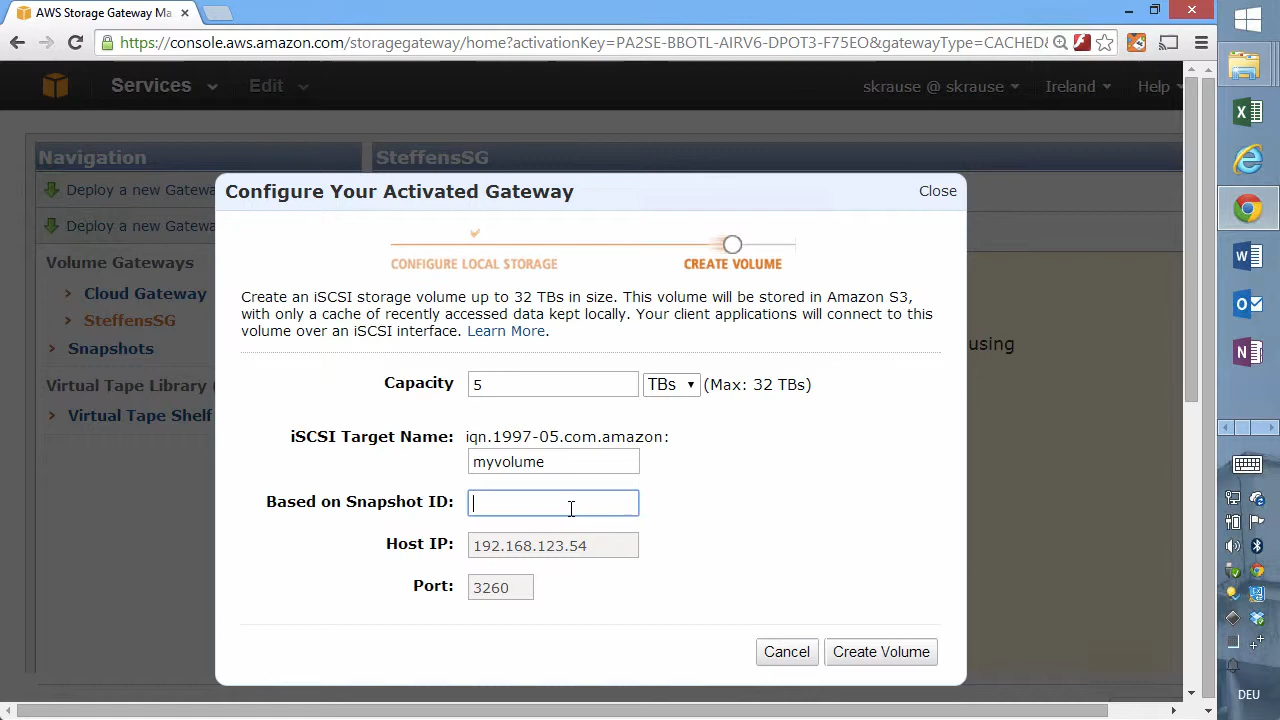 AWS Storage Gateway Ma
https://console.aws.amazon.com/storagegateway/home?activationKey=PA2SE-BBOTL-AIRV6-DPOT3-F75EO&gatewayType=CACHED&
Services Edit skrause @ skrause Ireland Help
Navigation
SteffensSG
Deploy a new Gatewa
Deploy a new Gatewa
Volume Gateways
Cloud Gateway
SteffensSG
Snapshots
Virtual Tape Library (
Virtual Tape Shelf
using
Configure Your Activated Gateway
Close
CONFIGURE LOCAL STORAGE
CREATE VOLUME
Create an iSCSI storage volume up to 32 TBs in size. This volume will be stored in Amazon S3,
with only a cache of recently accessed data kept locally. Your client applications will connect to this
volume over an iSCSI interface. Learn More.
Capacity 5 TBs (Max: 32 TBs)
iSCSI Target Name: iqn.1997-05.com.amazon:
myvolume
Based on Snapshot ID:
Host IP: 192.168.123.54
Port: 3260
Cancel Create Volume
DEU